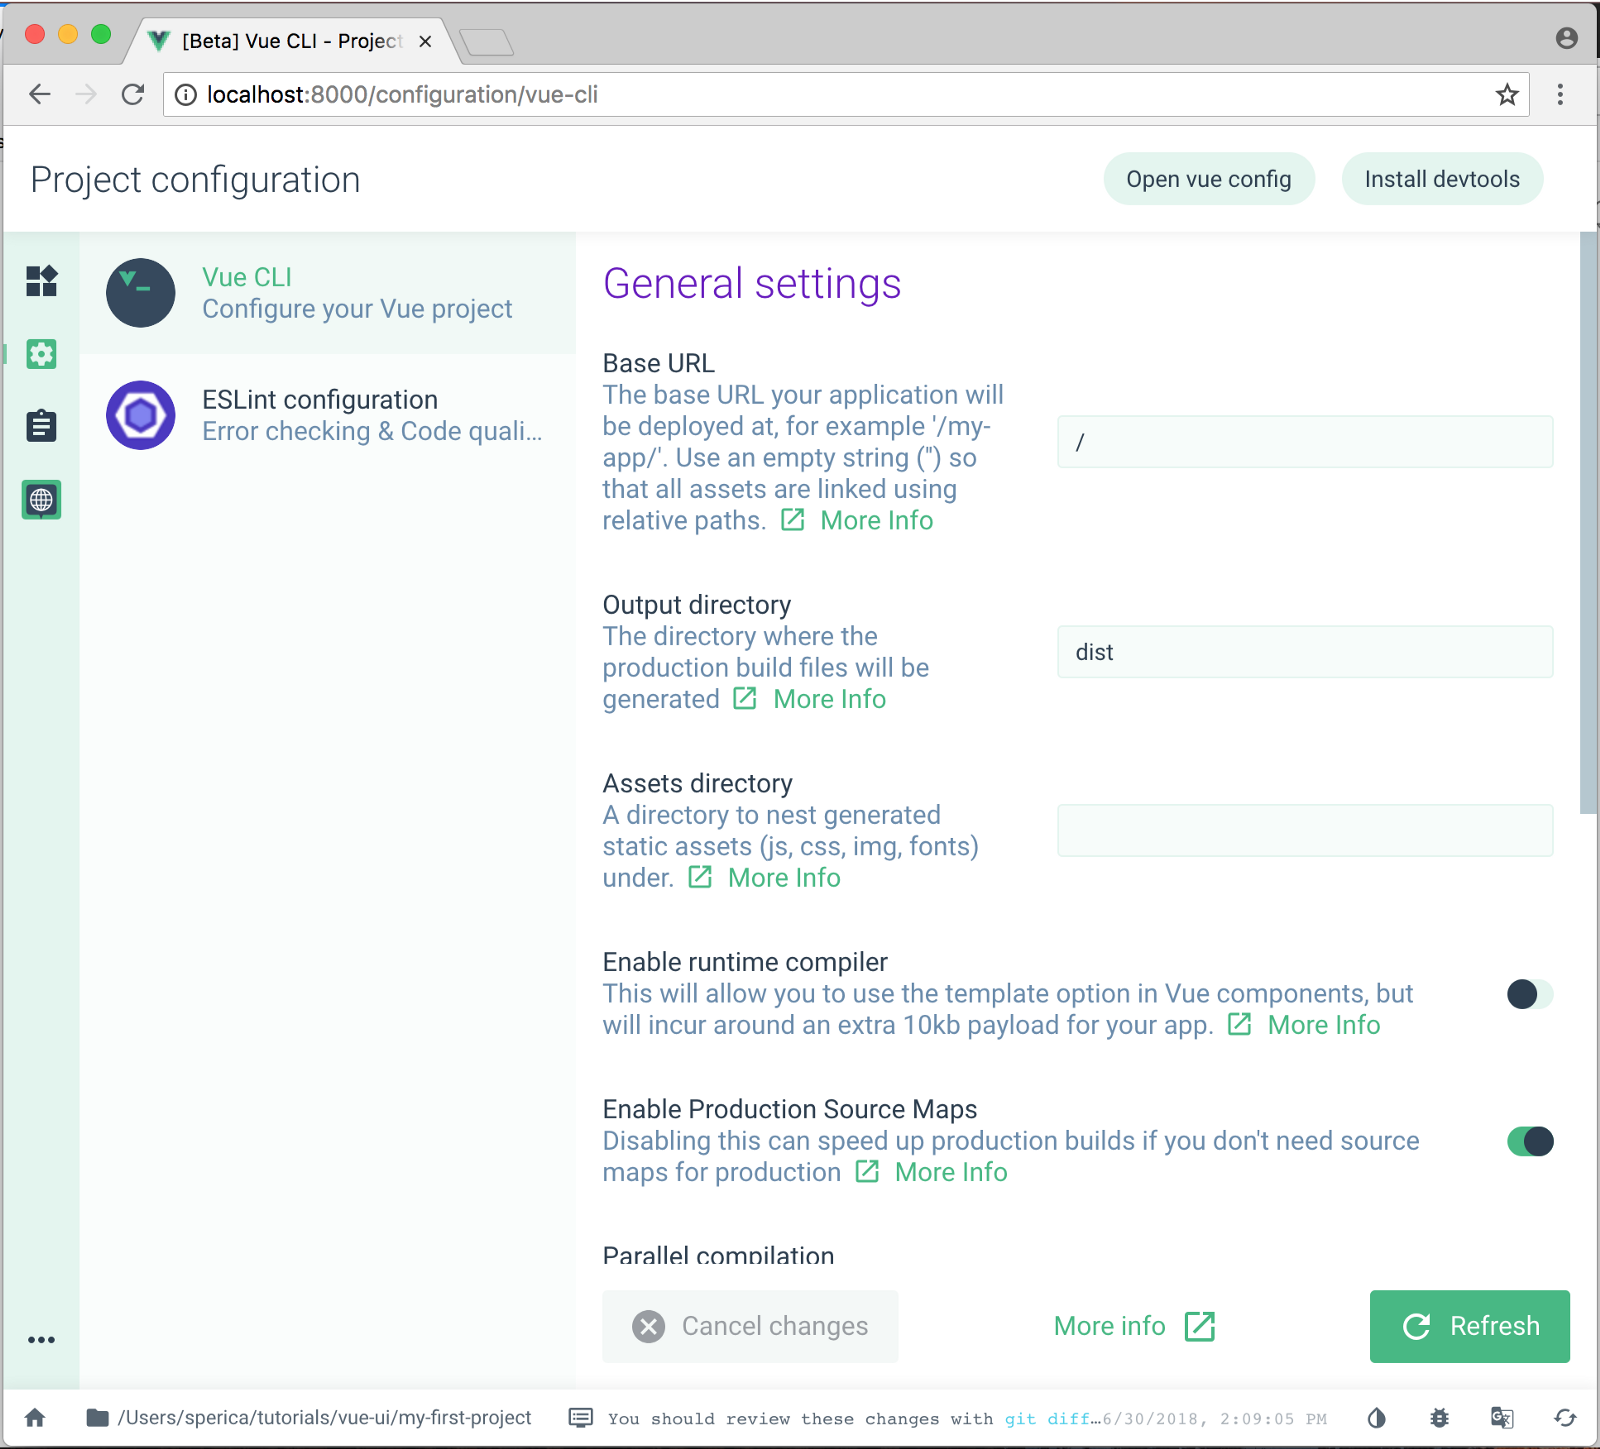 [Beta] Vue CLI - Project
localhost:8000/configuration/vue-cli
Project configuration
Open vue config
Install devtools
Vue CLI
Configure your Vue project
ESLint configuration
Error checking & Code quali...
General settings
Base URL
The base URL your application will
be deployed at, for example '/my-
app/'. Use an empty string ('') so
that all assets are linked using
relative paths. More Info
/
Output directory
The directory where the
production build files will be
generated More Info
dist
Assets directory
A directory to nest generated
static assets (js, css, img, fonts)
under. More Info
Enable runtime compiler
This will allow you to use the template option in Vue components, but
will incur around an extra 10kb payload for your app. More Info
Enable Production Source Maps
Disabling this can speed up production builds if you don't need source
maps for production More Info
Parallel compilation
Cancel changes
More info
Refresh
/Users/sperica/tutorials/vue-ui/my-first-project
You should review these changes with git diff…6/30/2018, 2:09:05 PM